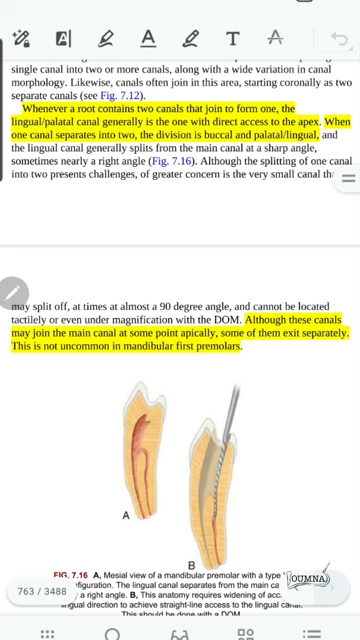 single canal into two or more canals, along with a wide variation in canal
morphology. Likewise, canals often join in this area, starting coronally as two
separate canals (see Fig. 7.12).
Whenever a root contains two canals that join to form one, the
lingual/palatal canal generally is the one with direct access to the apex. When
one canal separates into two, the division is buccal and palatal/lingual, and
the lingual canal generally splits from the main canal at a sharp angle,
sometimes nearly a right angle (Fig. 7.16). Although the splitting of one canal
into two presents challenges, of greater concern is the very small canal
may split off, at times at almost a 90 degree angle, and cannot be located
tactilely or even under magnification with the DOM. Although these canals
may join the main canal at some point apically, some of them exit separately.
This is not uncommon in mandibular first premolars.
A
B
FIG. 7.16 A, Mesial view of a mandibular premolar with a type
The lingual canal separates from the main
a right angle. B, This anatomy requires widening of
lingual direction to achieve straight-line access to the lingual canal.
This should be done with a DOM
763 / 3488
OUMNA